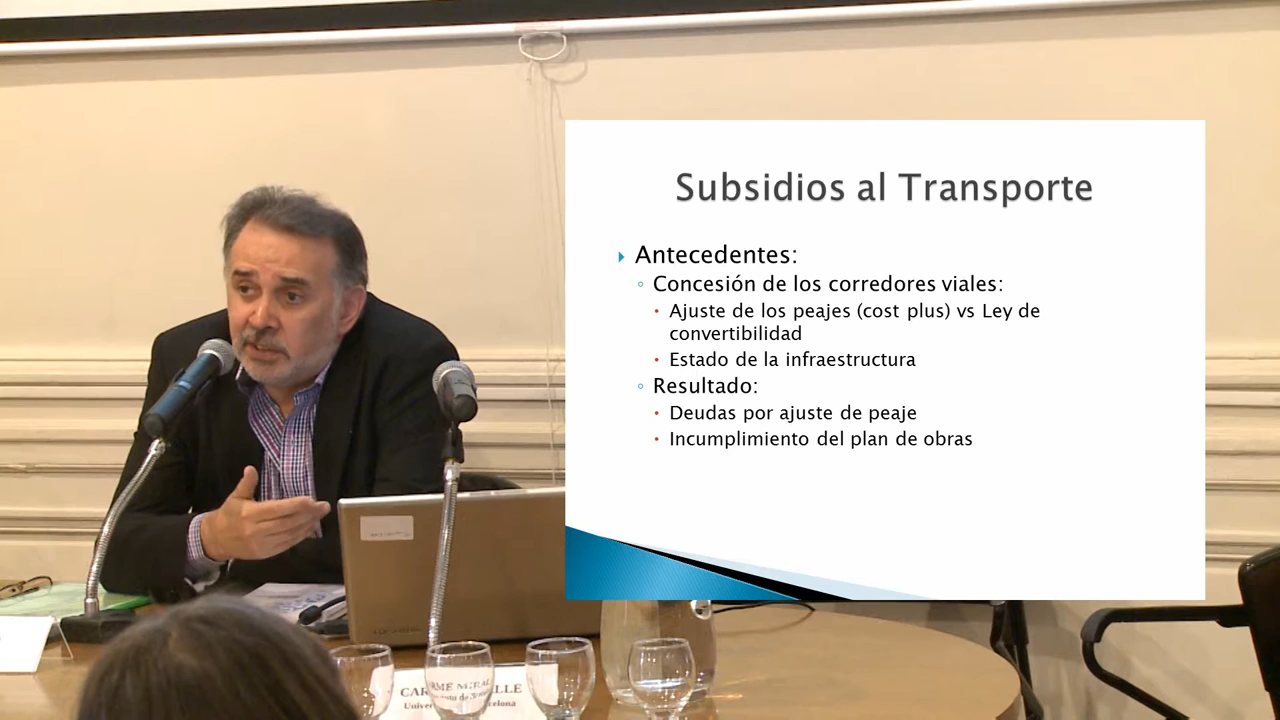 Subsidios al Transporte
Antecedentes:
Concesión de los corredores viales:
Ajuste de los peajes (cost plus) vs Ley de
convertibilidad
Estado de la infraestructura
Resultado:
Deudas por ajuste de peaje
Incumplimiento del plan de obras